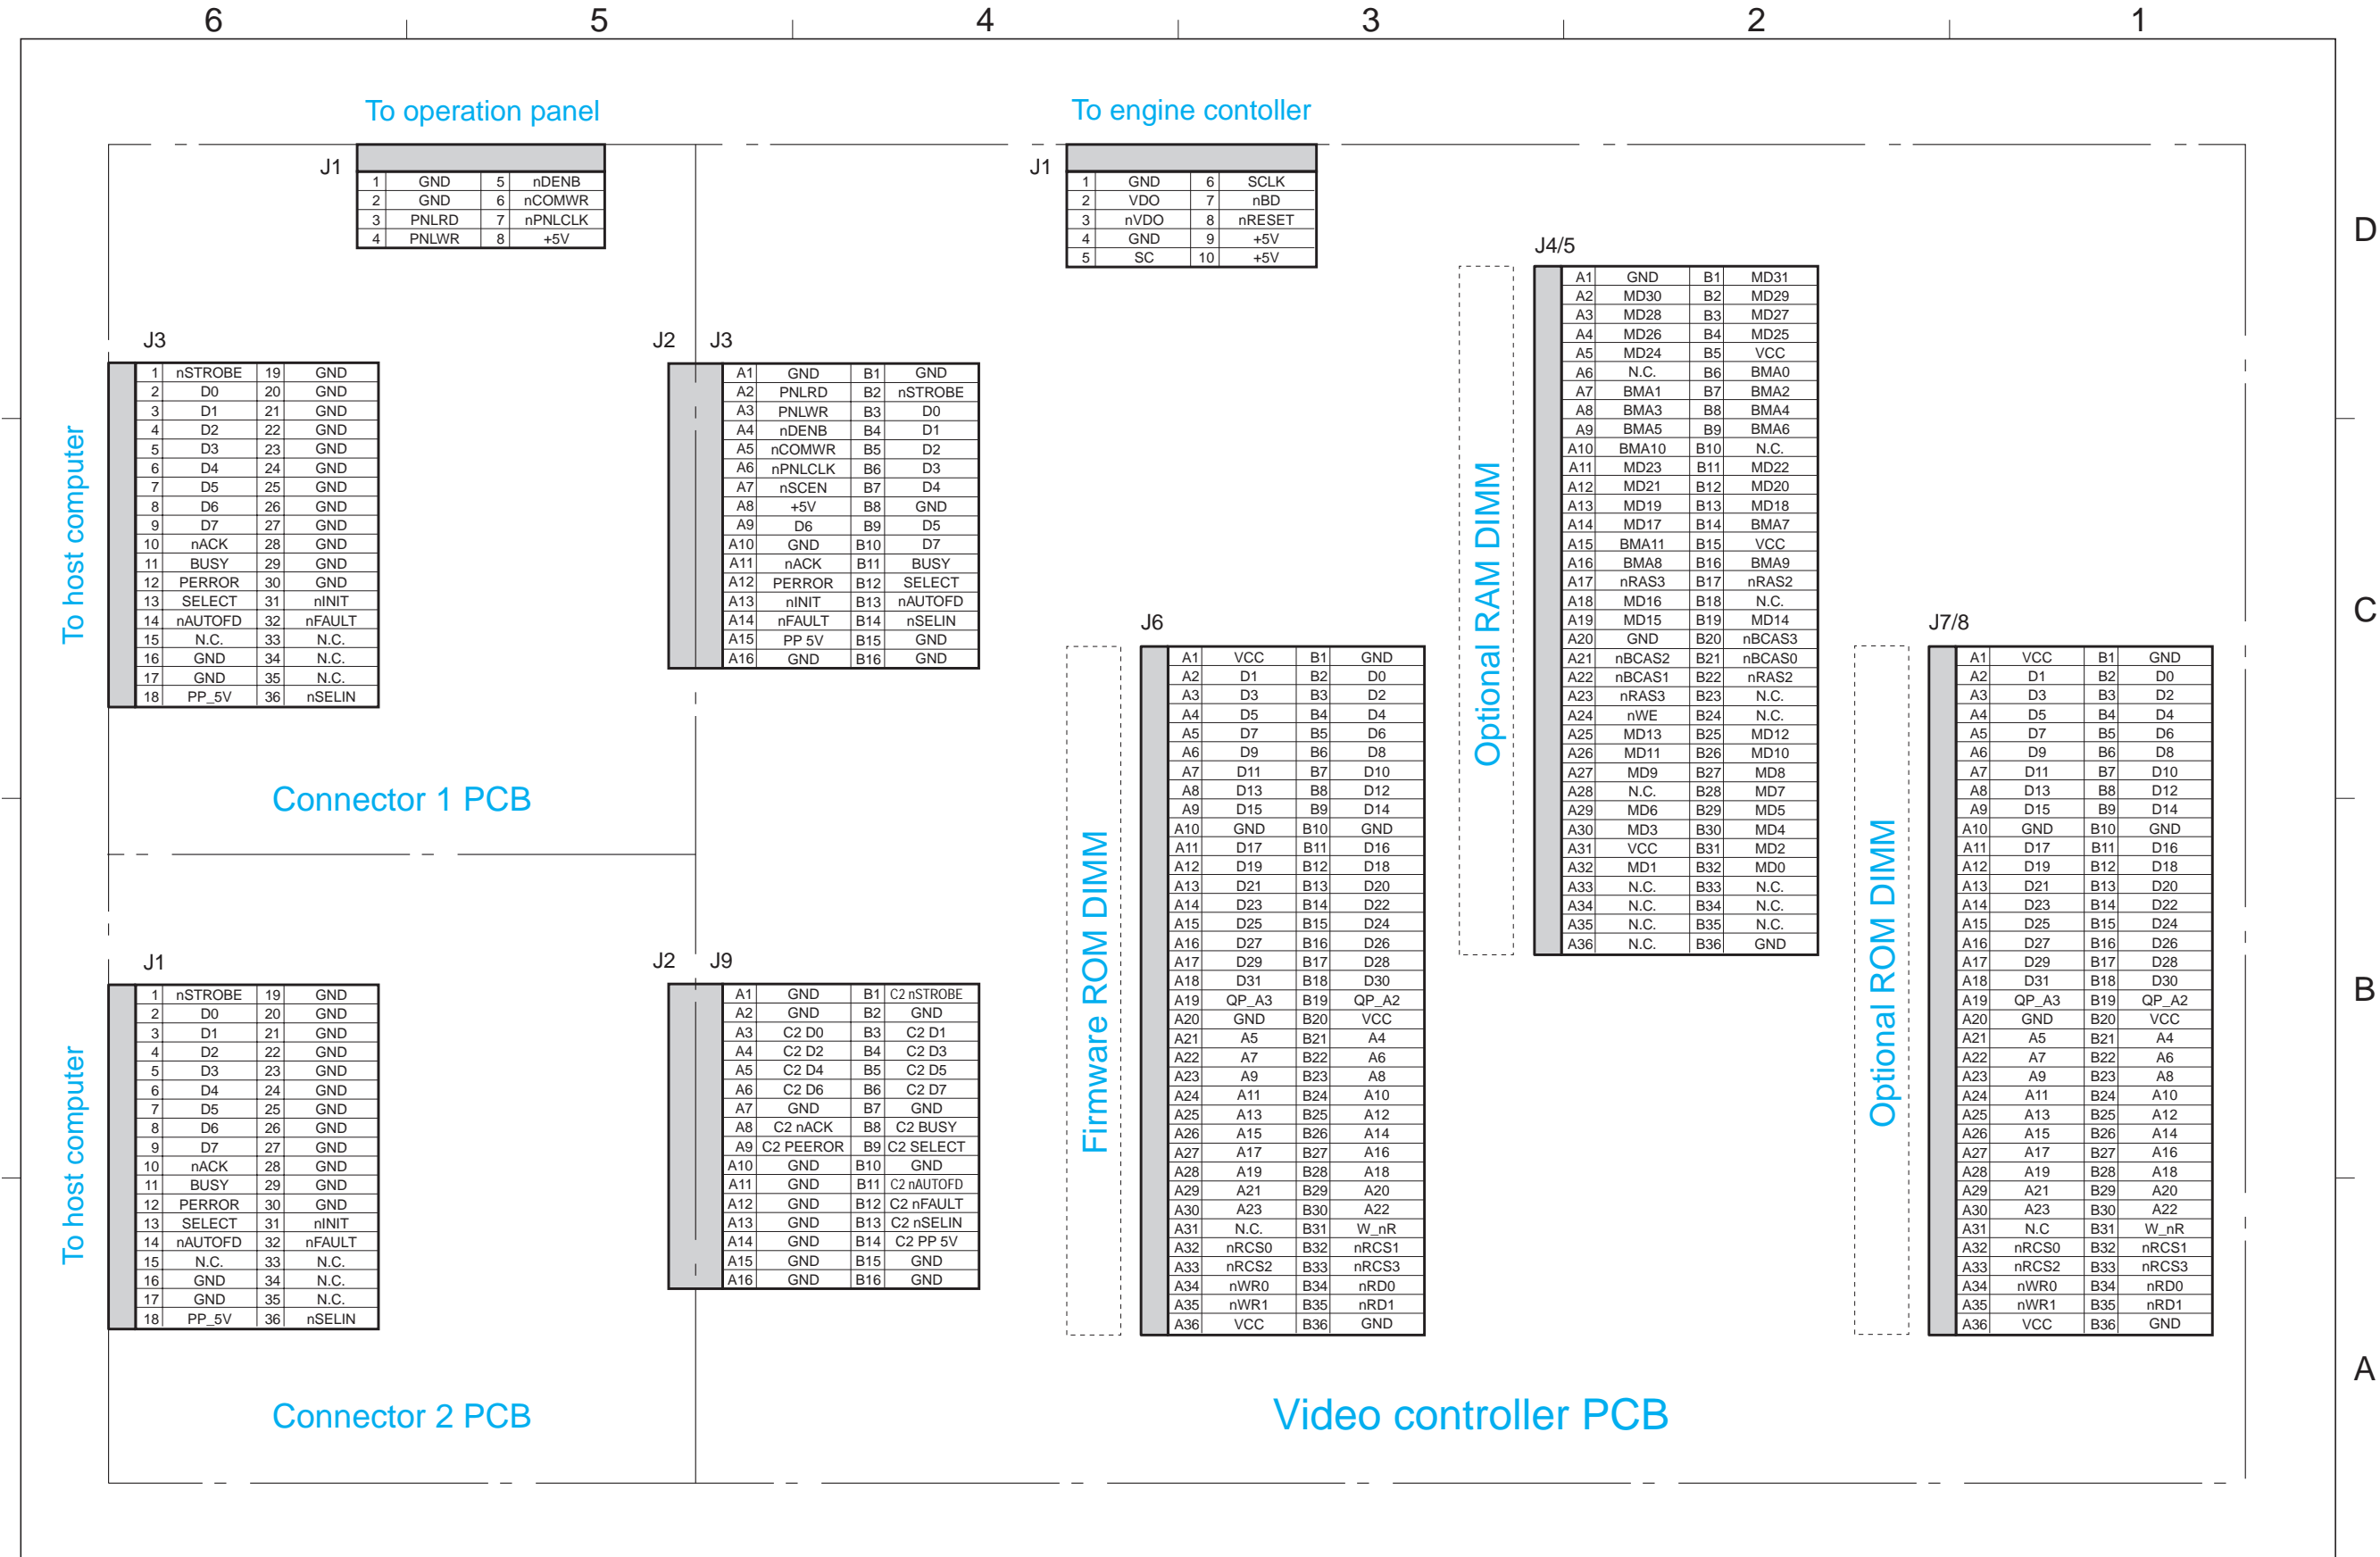 6 5 4 3 2 1
To operation panel
To engine contoller
J1
1 GND 5 nDENB
2 GND 6 nCOMWR
3 PNLRD 7 nPNLCLK
4 PNLWR 8 +5V
J1
1 GND 6 SCLK
2 VDO 7 nBD
3 nVDO 8 nRESET
4 GND 9 +5V
5 SC 10 +5V
D
J3
1 nSTROBE 19 GND
2 D0 20 GND
3 D1 21 GND
4 D2 22 GND
5 D3 23 GND
6 D4 24 GND
7 D5 25 GND
8 D6 26 GND
9 D7 27 GND
10 nACK 28 GND
11 BUSY 29 GND
12 PERROR 30 GND
13 SELECT 31 nINIT
14 nAUTOFD 32 nFAULT
15 N.C. 33 N.C.
16 GND 34 N.C.
17 GND 35 N.C.
18 PP_5V 36 nSELIN
To host computer
Connector 1 PCB
J2 J3
A1 GND B1 GND
A2 PNLRD B2 nSTROBE
A3 PNLWR B3 D0
A4 nDENB B4 D1
A5 nCOMWR B5 D2
A6 nPNLCLK B6 D3
A7 nSCEN B7 D4
A8 +5V B8 GND
A9 D6 B9 D5
A10 GND B10 D7
A11 nACK B11 BUSY
A12 PERROR B12 SELECT
A13 nINIT B13 nAUTOFD
A14 nFAULT B14 nSELIN
A15 PP 5V B15 GND
A16 GND B16 GND
J4/5
A1 GND B1 MD31
A2 MD30 B2 MD29
A3 MD28 B3 MD27
A4 MD26 B4 MD25
A5 MD24 B5 VCC
A6 N.C. B6 BMA0
A7 BMA1 B7 BMA2
A8 BMA3 B8 BMA4
A9 BMA5 B9 BMA6
A10 BMA10 B10 N.C.
A11 MD23 B11 MD22
A12 MD21 B12 MD20
A13 MD19 B13 MD18
A14 MD17 B14 BMA7
A15 BMA11 B15 VCC
A16 BMA8 B16 BMA9
A17 nRAS3 B17 nRAS2
A18 MD16 B18 N.C.
A19 MD15 B19 MD14
A20 GND B20 nBCAS3
A21 nBCAS2 B21 nBCAS0
A22 nBCAS1 B22 nRAS2
A23 nRAS3 B23 N.C.
A24 nWE B24 N.C.
A25 MD13 B25 MD12
A26 MD11 B26 MD10
A27 MD9 B27 MD8
A28 N.C. B28 MD7
A29 MD6 B29 MD5
A30 MD3 B30 MD4
A31 VCC B31 MD2
A32 MD1 B32 MD0
A33 N.C. B33 N.C.
A34 N.C. B34 N.C.
A35 N.C. B35 N.C.
A36 N.C. B36 GND
Optional RAM DIMM
C
J6
A1 VCC B1 GND
A2 D1 B2 D0
A3 D3 B3 D2
A4 D5 B4 D4
A5 D7 B5 D6
A6 D9 B6 D8
A7 D11 B7 D10
A8 D13 B8 D12
A9 D15 B9 D14
A10 GND B10 GND
A11 D17 B11 D16
A12 D19 B12 D18
A13 D21 B13 D20
A14 D23 B14 D22
A15 D25 B15 D24
A16 D27 B16 D26
A17 D29 B17 D28
A18 D31 B18 D30
A19 QP_A3 B19 QP_A2
A20 GND B20 VCC
A21 A5 B21 A4
A22 A7 B22 A6
A23 A9 B23 A8
A24 A11 B24 A10
A25 A13 B25 A12
A26 A15 B26 A14
A27 A17 B27 A16
A28 A19 B28 A18
A29 A21 B29 A20
A30 A23 B30 A22
A31 N.C. B31 W_nR
A32 nRCS0 B32 nRCS1
A33 nRCS2 B33 nRCS3
A34 nWR0 B34 nRD0
A35 nWR1 B35 nRD1
A36 VCC B36 GND
Firmware ROM DIMM
J7/8
A1 VCC B1 GND
A2 D1 B2 D0
A3 D3 B3 D2
A4 D5 B4 D4
A5 D7 B5 D6
A6 D9 B6 D8
A7 D11 B7 D10
A8 D13 B8 D12
A9 D15 B9 D14
A10 GND B10 GND
A11 D17 B11 D16
A12 D19 B12 D18
A13 D21 B13 D20
A14 D23 B14 D22
A15 D25 B15 D24
A16 D27 B16 D26
A17 D29 B17 D28
A18 D31 B18 D30
A19 QP_A3 B19 QP_A2
A20 GND B20 VCC
A21 A5 B21 A4
A22 A7 B22 A6
A23 A9 B23 A8
A24 A11 B24 A10
A25 A13 B25 A12
A26 A15 B26 A14
A27 A17 B27 A16
A28 A19 B28 A18
A29 A21 B29 A20
A30 A23 B30 A22
A31 N.C B31 W_nR
A32 nRCS0 B32 nRCS1
A33 nRCS2 B33 nRCS3
A34 nWR0 B34 nRD0
A35 nWR1 B35 nRD1
A36 VCC B36 GND
Optional ROM DIMM
B
J1
1 nSTROBE 19 GND
2 D0 20 GND
3 D1 21 GND
4 D2 22 GND
5 D3 23 GND
6 D4 24 GND
7 D5 25 GND
8 D6 26 GND
9 D7 27 GND
10 nACK 28 GND
11 BUSY 29 GND
12 PERROR 30 GND
13 SELECT 31 nINIT
14 nAUTOFD 32 nFAULT
15 N.C. 33 N.C.
16 GND 34 N.C.
17 GND 35 N.C.
18 PP_5V 36 nSELIN
To host computer
Connector 2 PCB
J2 J9
A1 GND B1 C2 nSTROBE
A2 GND B2 GND
A3 C2 D0 B3 C2 D1
A4 C2 D2 B4 C2 D3
A5 C2 D4 B5 C2 D5
A6 C2 D6 B6 C2 D7
A7 GND B7 GND
A8 C2 nACK B8 C2 BUSY
A9 C2 PEEROR B9 C2 SELECT
A10 GND B10 GND
A11 GND B11 C2 nAUTOFD
A12 GND B12 C2 nFAULT
A13 GND B13 C2 nSELIN
A14 GND B14 C2 PP 5V
A15 GND B15 GND
A16 GND B16 GND
A
Video controller PCB